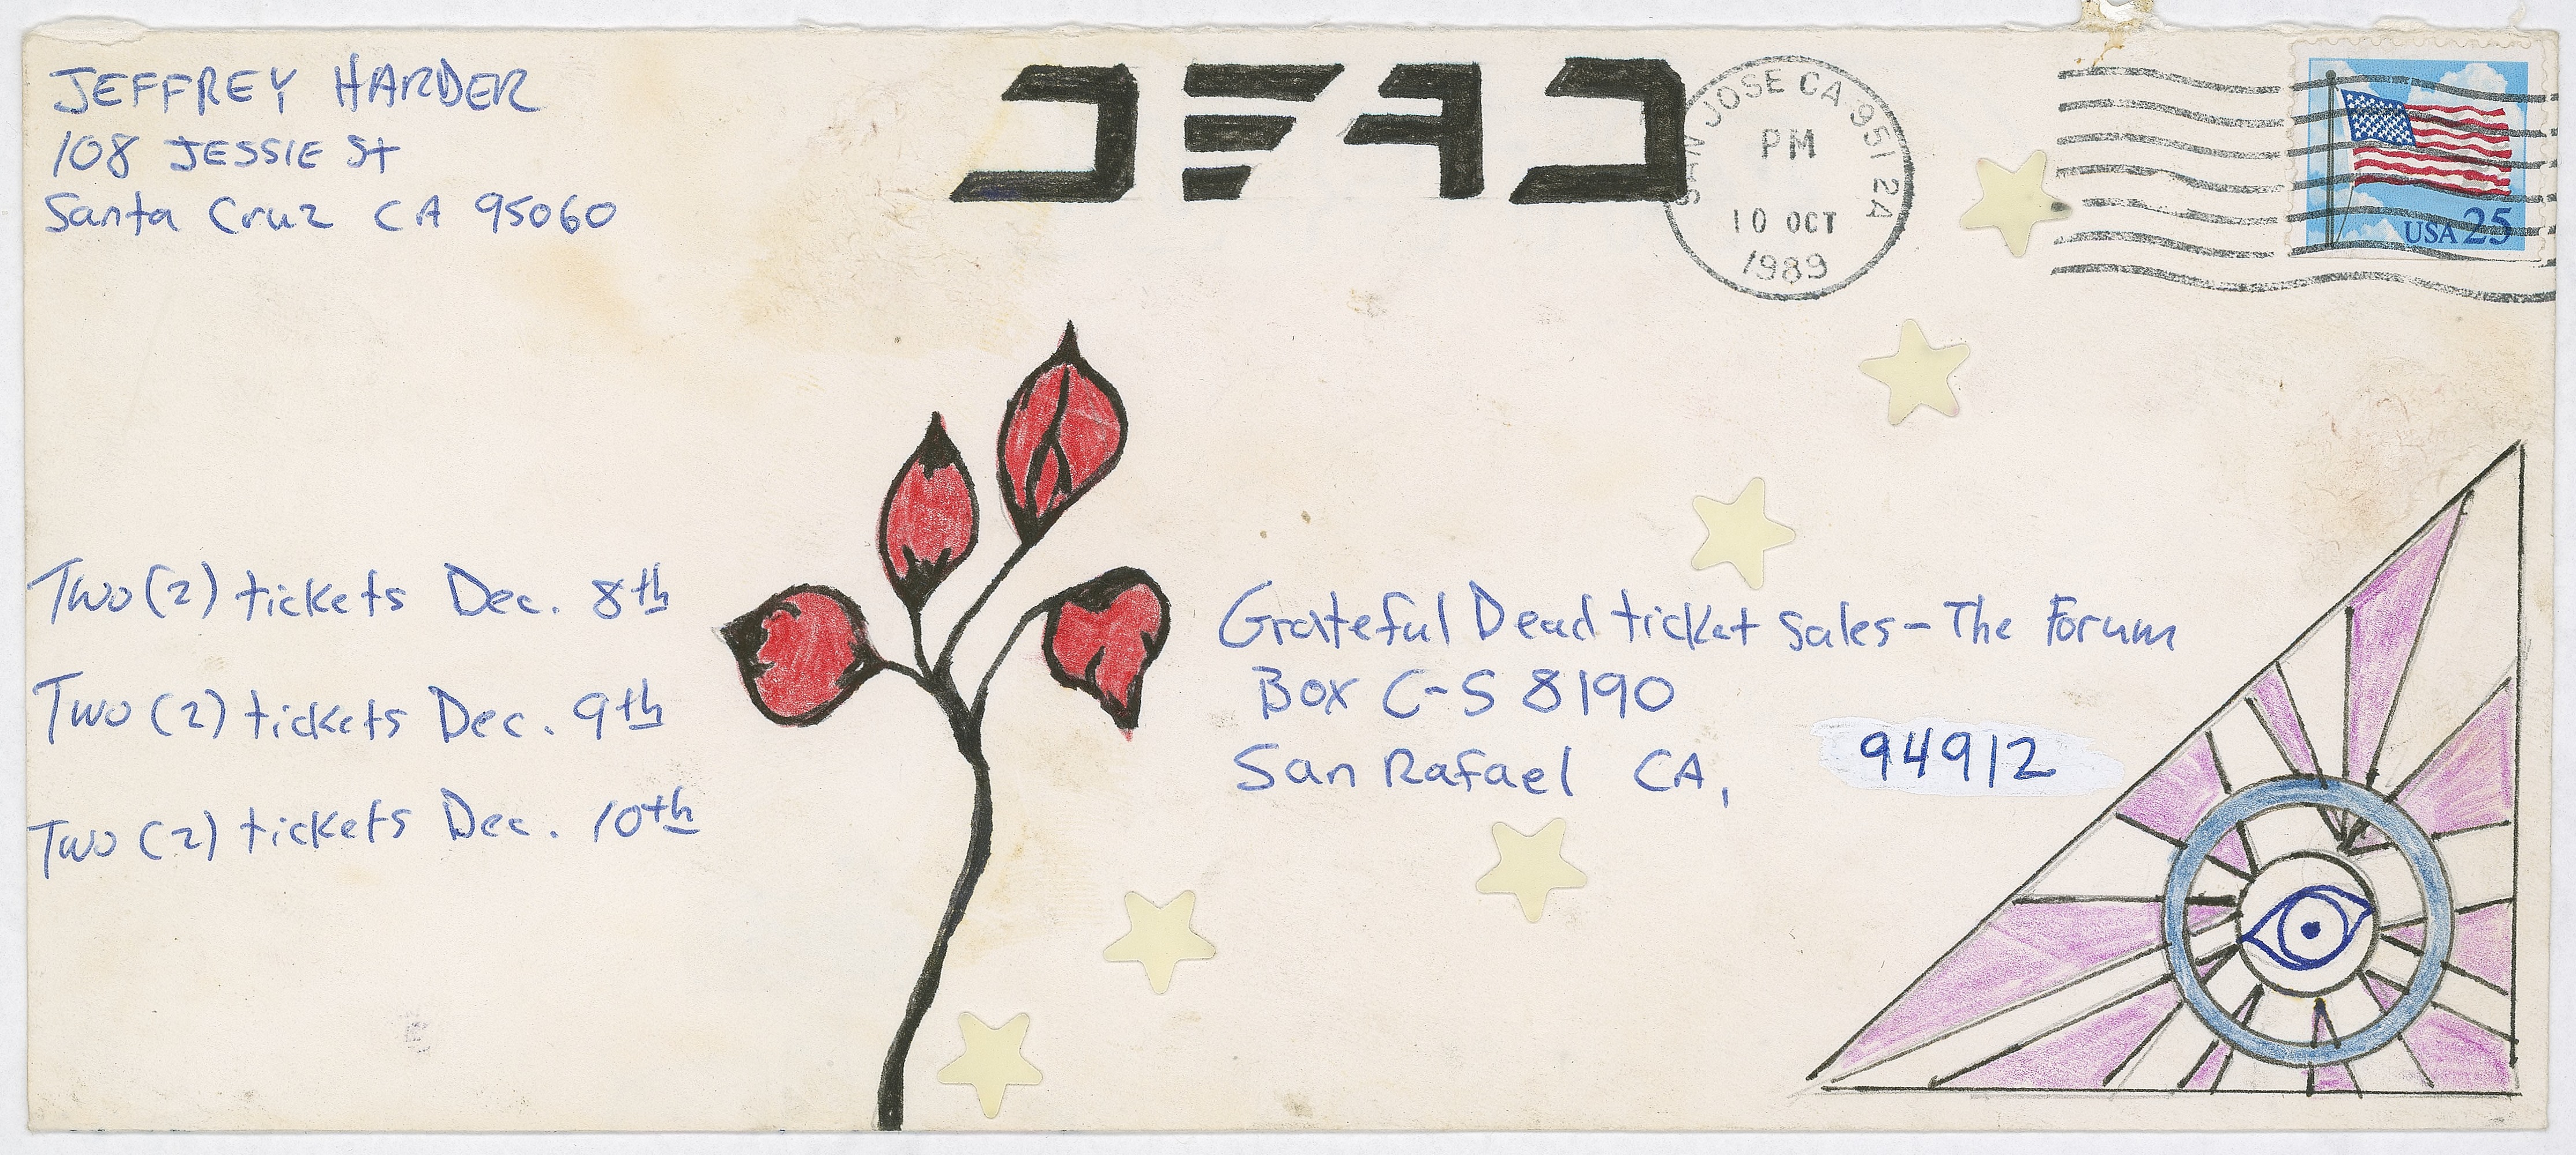 JEFFREY HARDER
108 JESSIE St
Santa Cruz CA 95060
DEAD
SAN JOSE CA 951 2A
PM
10 OCT
1989
USA 25
Two (2) tickets Dec. 8th
Two (2) tickets Dec. 9th
Two (2) tickets Dec. 10th
Grateful Dead ticket sales - The Forum
Box C-S 8190
San Rafael CA, 94912